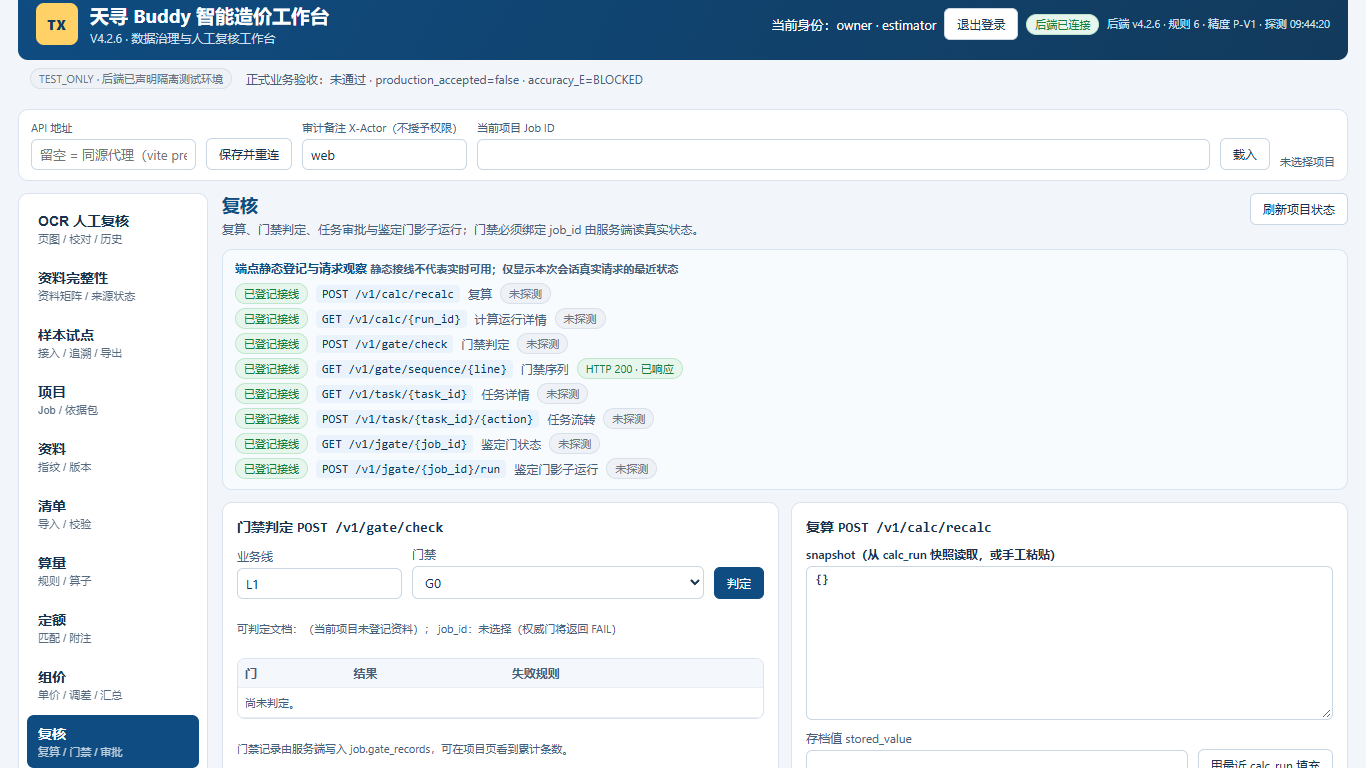 TX
天寻 Buddy 智能造价工作台
V4.2.6 · 数据治理与人工复核工作台
当前身份：owner · estimator
退出登录
后端已连接
后端 v4.2.6 · 规则 6 · 精度 P-V1 · 探测 09:44:20
TEST_ONLY · 后端已声明隔离测试环境
正式业务验收：未通过 · production_accepted=false · accuracy_E=BLOCKED
API 地址
留空 = 同源代理（vite pre
保存并重连
审计备注 X-Actor（不授予权限）
web
当前项目 Job ID
载入
未选择项目
OCR 人工复核
页图 / 校对 / 历史
资料完整性
资料矩阵 / 来源状态
样本试点
接入 / 追溯 / 导出
项目
Job / 依据包
资料
指纹 / 版本
清单
导入 / 校验
算量
规则 / 算子
定额
匹配 / 附注
组价
单价 / 调差 / 汇总
复核
复算 / 门禁 / 审批
复核
复算、门禁判定、任务审批与鉴定门影子运行；门禁必须绑定 job_id 由服务端读真实状态。
刷新项目状态
端点静态登记与请求观察 静态接线不代表实时可用；仅显示本次会话真实请求的最近状态
已登记接线 POST /v1/calc/recalc 复算 未探测
已登记接线 GET /v1/calc/{run_id} 计算运行详情 未探测
已登记接线 POST /v1/gate/check 门禁判定 未探测
已登记接线 GET /v1/gate/sequence/{line} 门禁序列 HTTP 200 · 已响应
已登记接线 GET /v1/task/{task_id} 任务详情 未探测
已登记接线 POST /v1/task/{task_id}/{action} 任务流转 未探测
已登记接线 GET /v1/jgate/{job_id} 鉴定门状态 未探测
已登记接线 POST /v1/jgate/{job_id}/run 鉴定门影子运行 未探测
门禁判定 POST /v1/gate/check
业务线
L1
门禁
G0
判定
可判定文档：（当前项目未登记资料）；job_id：未选择（权威门将返回 FAIL）
门 结果 失败规则
尚未判定。
门禁记录由服务端写入 job.gate_records，可在项目页看到累计条数。
复算 POST /v1/calc/recalc
snapshot（从 calc_run 快照读取，或手工粘贴）
{}
存档值 stored_value
用最近 calc_run 填充